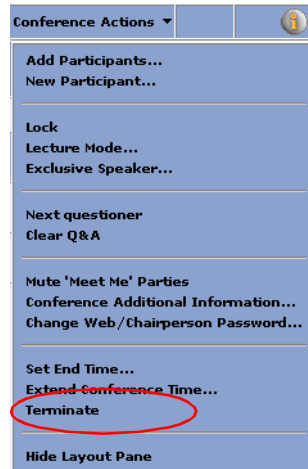 Conference Actions
Add Participants...
New Participant...
Lock
Lecture Mode...
Exclusive Speaker...
Next questioner
Clear Q&A
Mute 'Meet Me' Parties
Conference Additional Information...
Change Web/Chairperson Password...
Set End Time...
Extend Conference Time...
Terminate
Hide Layout Pane